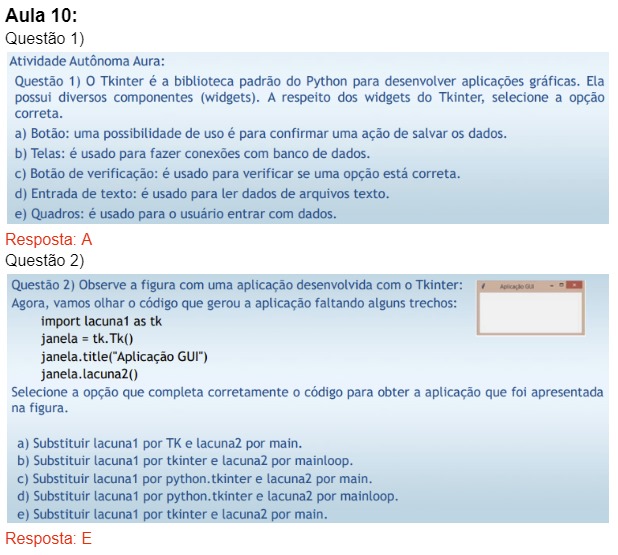 Aula 10:
Questão 1)
Atividade Autônoma Aura:
Questão 1) O Tkinter é a biblioteca padrão do Python para desenvolver aplicações gráficas. Ela
possui diversos componentes (widgets). A respeito dos widgets do Tkinter, selecione a opção
correta.
a) Botão: uma possibilidade de uso é para confirmar uma ação de salvar os dados.
b) Telas: é usado para fazer conexões com banco de dados.
c) Botão de verificação: é usado para verificar se uma opção está correta.
d) Entrada de texto: é usado para ler dados de arquivos texto.
e) Quadros: é usado para o usuário entrar com dados.
Resposta: A
Questão 2)
Questão 2) Observe a figura com uma aplicação desenvolvida com o Tkinter:
Aplicação GUI
Agora, vamos olhar o código que gerou a aplicação faltando alguns trechos:
import lacuna1 as tk
janela = tk.Tk()
janela.title("Aplicação GUI")
janela.lacuna2()
Selecione a opção que completa corretamente o código para obter a aplicação que foi apresentada
na figura.
a) Substituir lacuna1 por TK e lacuna2 por main.
b) Substituir lacuna1 por tkinter e lacuna2 por mainloop.
c) Substituir lacuna1 por python.tkinter e lacuna2 por main.
d) Substituir lacuna1 por python.tkinter e lacuna2 por mainloop.
e) Substituir lacuna1 por tkinter e lacuna2 por main.
Resposta: E